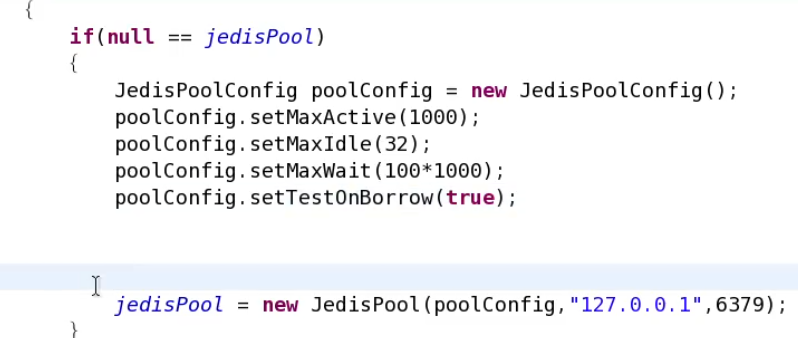 {
if(null == jedisPool)
{
JedisPoolConfig poolConfig = new JedisPoolConfig();
poolConfig.setMaxActive(1000);
poolConfig.setMaxIdle(32);
poolConfig.setMaxWait(100*1000);
poolConfig.setTestOnBorrow(true);
jedisPool = new JedisPool(poolConfig,"127.0.0.1",6379);
}